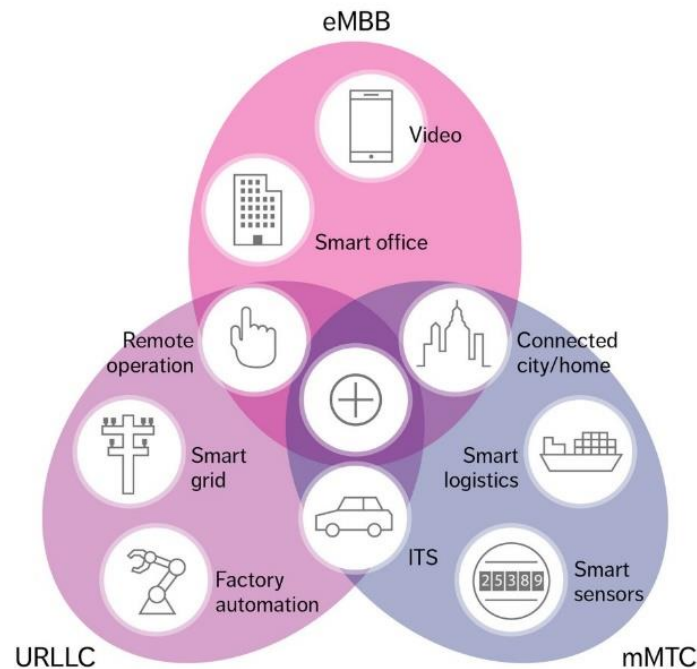 eMBB
Video
Smart office
Remote
operation
Connected
city/home
Smart
grid
Smart
logistics
ITS
Factory
automation
25389
Smart
sensors
URLLC
mMTC